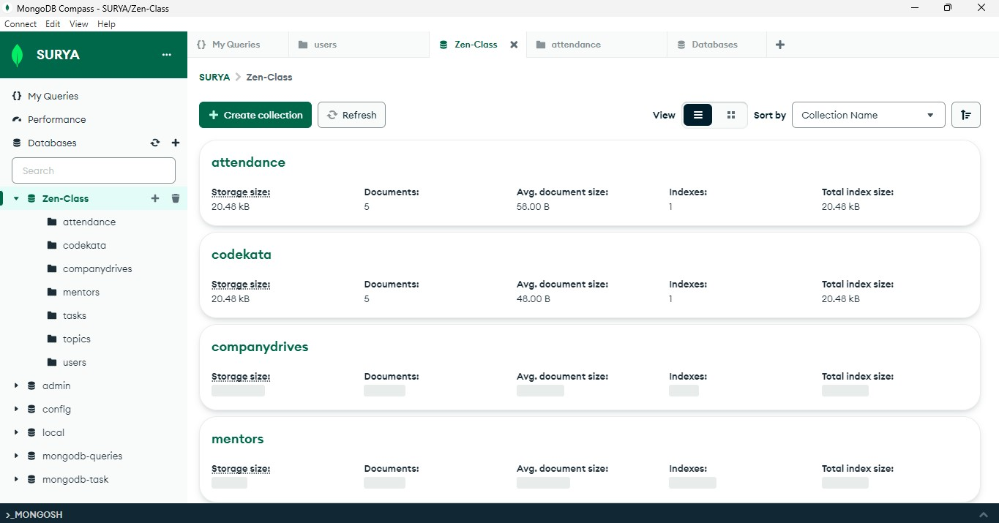 MongoDB Compass - SURYA/Zen-Class
Connect Edit View Help
SURYA ...
My Queries
Performance
Databases
Search
Zen-Class
attendance
codekata
companydrives
mentors
tasks
topics
users
admin
config
local
mongodb-queries
mongodb-task
{} My Queries users Zen-Class attendance Databases
SURYA > Zen-Class
+ Create collection Refresh View Sort by Collection Name
attendance
Storage size: Documents: Avg. document size: Indexes: Total index size:
20.48 kB 5 58.00 B 1 20.48 kB
codekata
Storage size: Documents: Avg. document size: Indexes: Total index size:
20.48 kB 5 48.00 B 1 20.48 kB
companydrives
Storage size: Documents: Avg. document size: Indexes: Total index size:
mentors
Storage size: Documents: Avg. document size: Indexes: Total index size:
>_MONGOSH